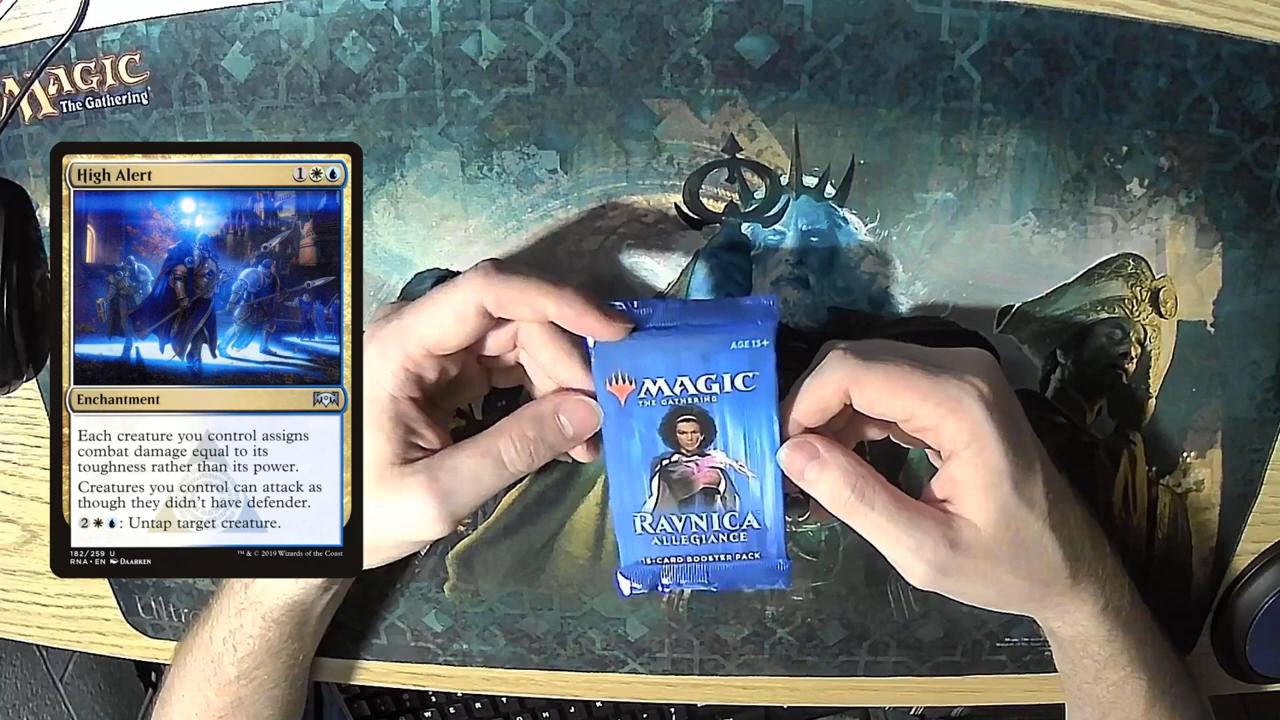 MAGIC
The Gathering
High Alert 1
Enchantment
Each creature you control assigns
combat damage equal to its
toughness rather than its power.
Creatures you control can attack as
though they didn't have defender.
2 : Untap target creature.
182/259 U
RNA • EN DAARKEN
™ & © 2019 Wizards of the Coast
AGE 13+
MAGIC
THE GATHERING
RAVNICA
ALLEGIANCE
15-CARD BOOSTER PACK
Ultra